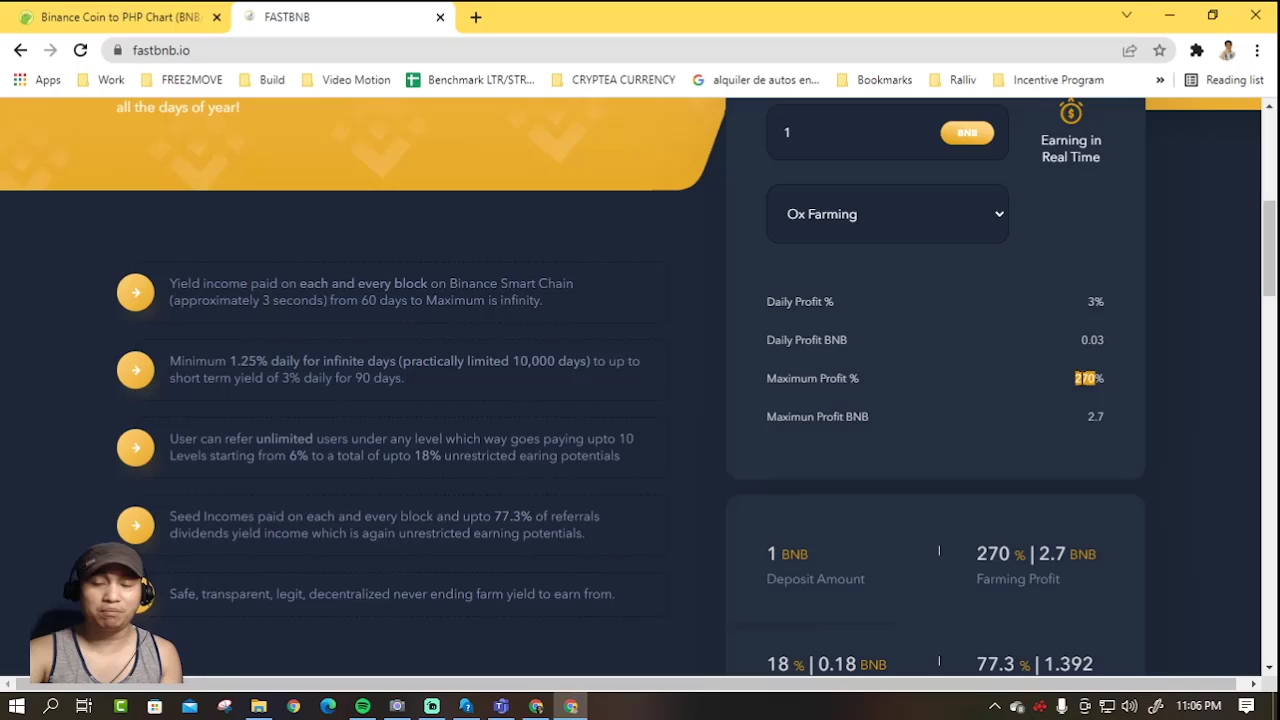 Binance Coin to PHP Chart (BNB/
FASTBNB
fastbnb.io
Apps
Work
FREE2MOVE
Build
Video Motion
Benchmark LTR/STR...
CRYPTEA CURRENCY
alquiler de autos en...
Bookmarks
Ralliv
Incentive Program
»
Reading list
all the days of year!
1
BNB
Earning in
Real Time
Ox Farming
Yield income paid on each and every block on Binance Smart Chain
(approximately 3 seconds) from 60 days to Maximum is infinity.
Daily Profit %
3%
Daily Profit BNB
0.03
Minimum 1.25% daily for infinite days (practically limited 10,000 days) to up to
short term yield of 3% daily for 90 days.
Maximum Profit %
270%
Maximun Profit BNB
2.7
User can refer unlimited users under any level which way goes paying upto 10
Levels starting from 6% to a total of upto 18% unrestricted earing potentials
Seed Incomes paid on each and every block and upto 77.3% of referrals
dividends yield income which is again unrestricted earning potentials.
Safe, transparent, legit, decentralized never ending farm yield to earn from.
1 BNB
Deposit Amount
270 % | 2.7 BNB
Farming Profit
18 % | 0.18 BNB
77.3 % | 1.392
11:06 PM